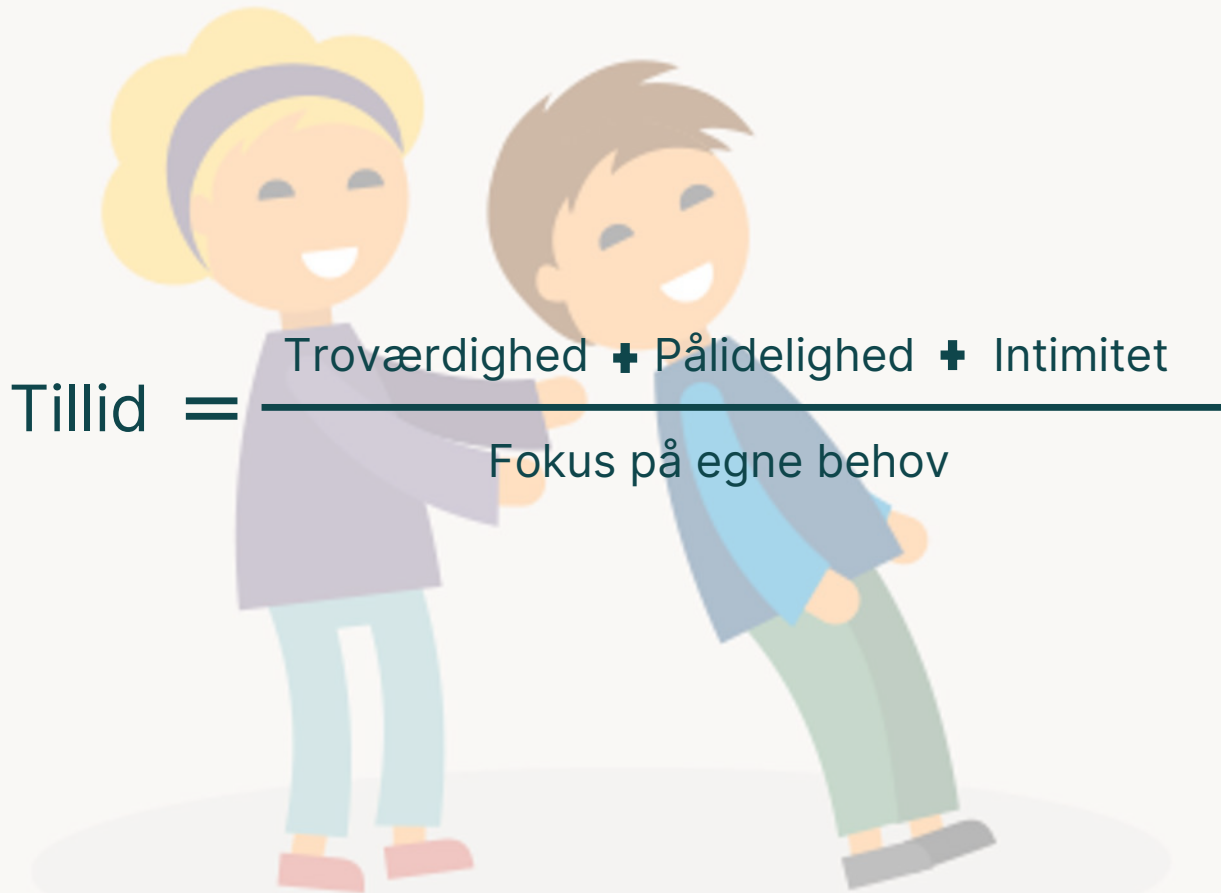 Troværdighed + Pålidelighed + Intimitet
Tillid =
Fokus på egne behov